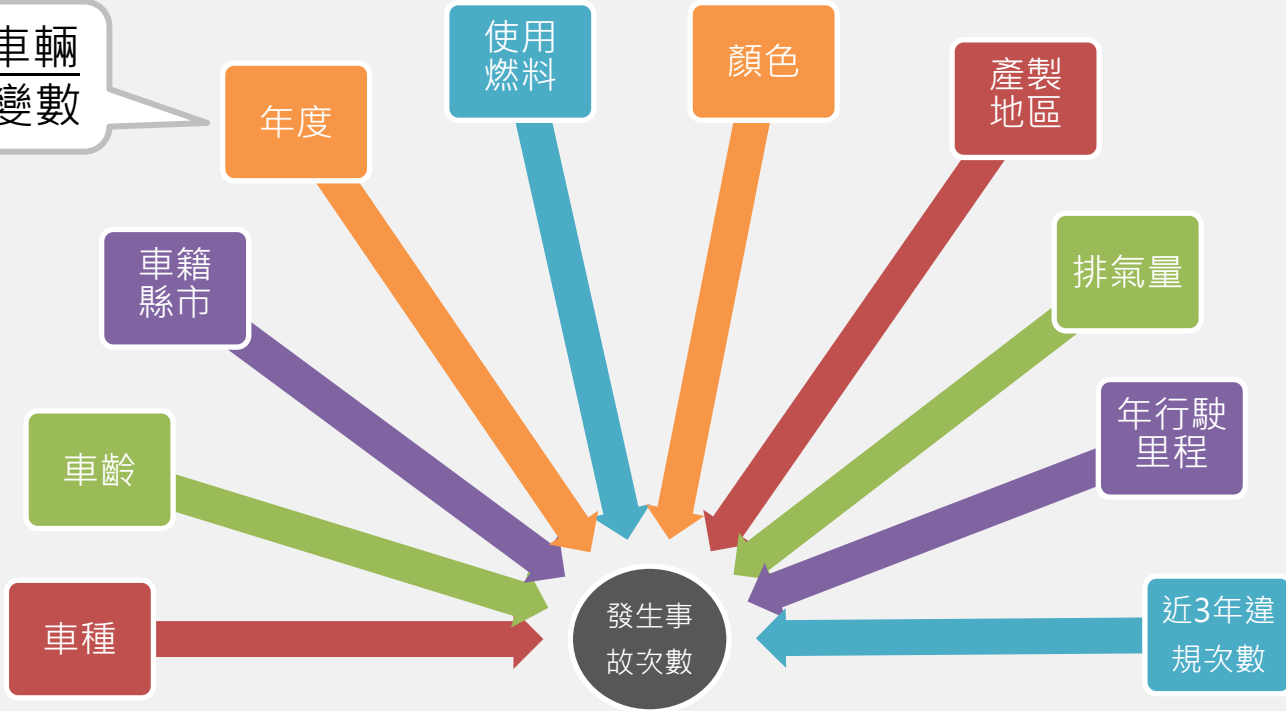 車輛
變數
年度
使用
燃料
顏色
產製
地區
車籍
縣市
排氣量
車齡
年行駛
里程
車種
發生事
故次數
近3年違
規次數